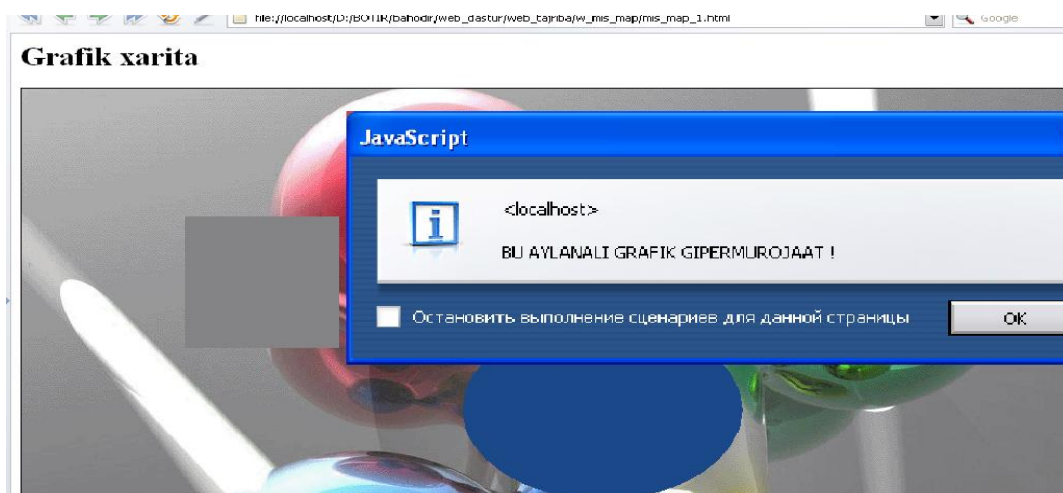 file://localhost/D:/BOTIR/bahodir/web_dastur/web_tajriba/w_mis_map/mis_map_1.html
Google
Grafik xarita
JavaScript
<localhost>
BU AYLANALI GRAFIK GIPERMUROJAAT !
Остановить выполнение сценариев для данной страницы
OK